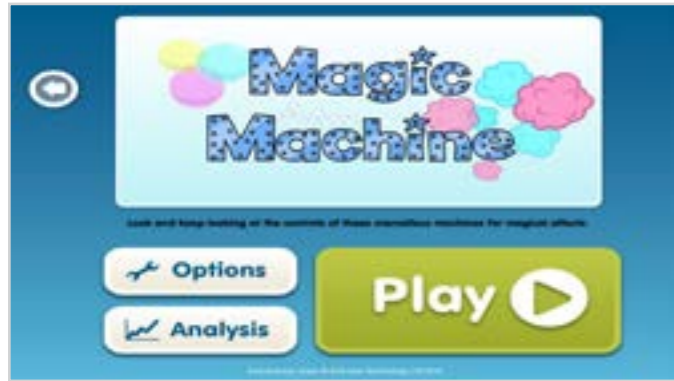 Magic
Machine
Look and keep looking at the controls of these marvellous machines for magical effects.
Options
Play
Analysis